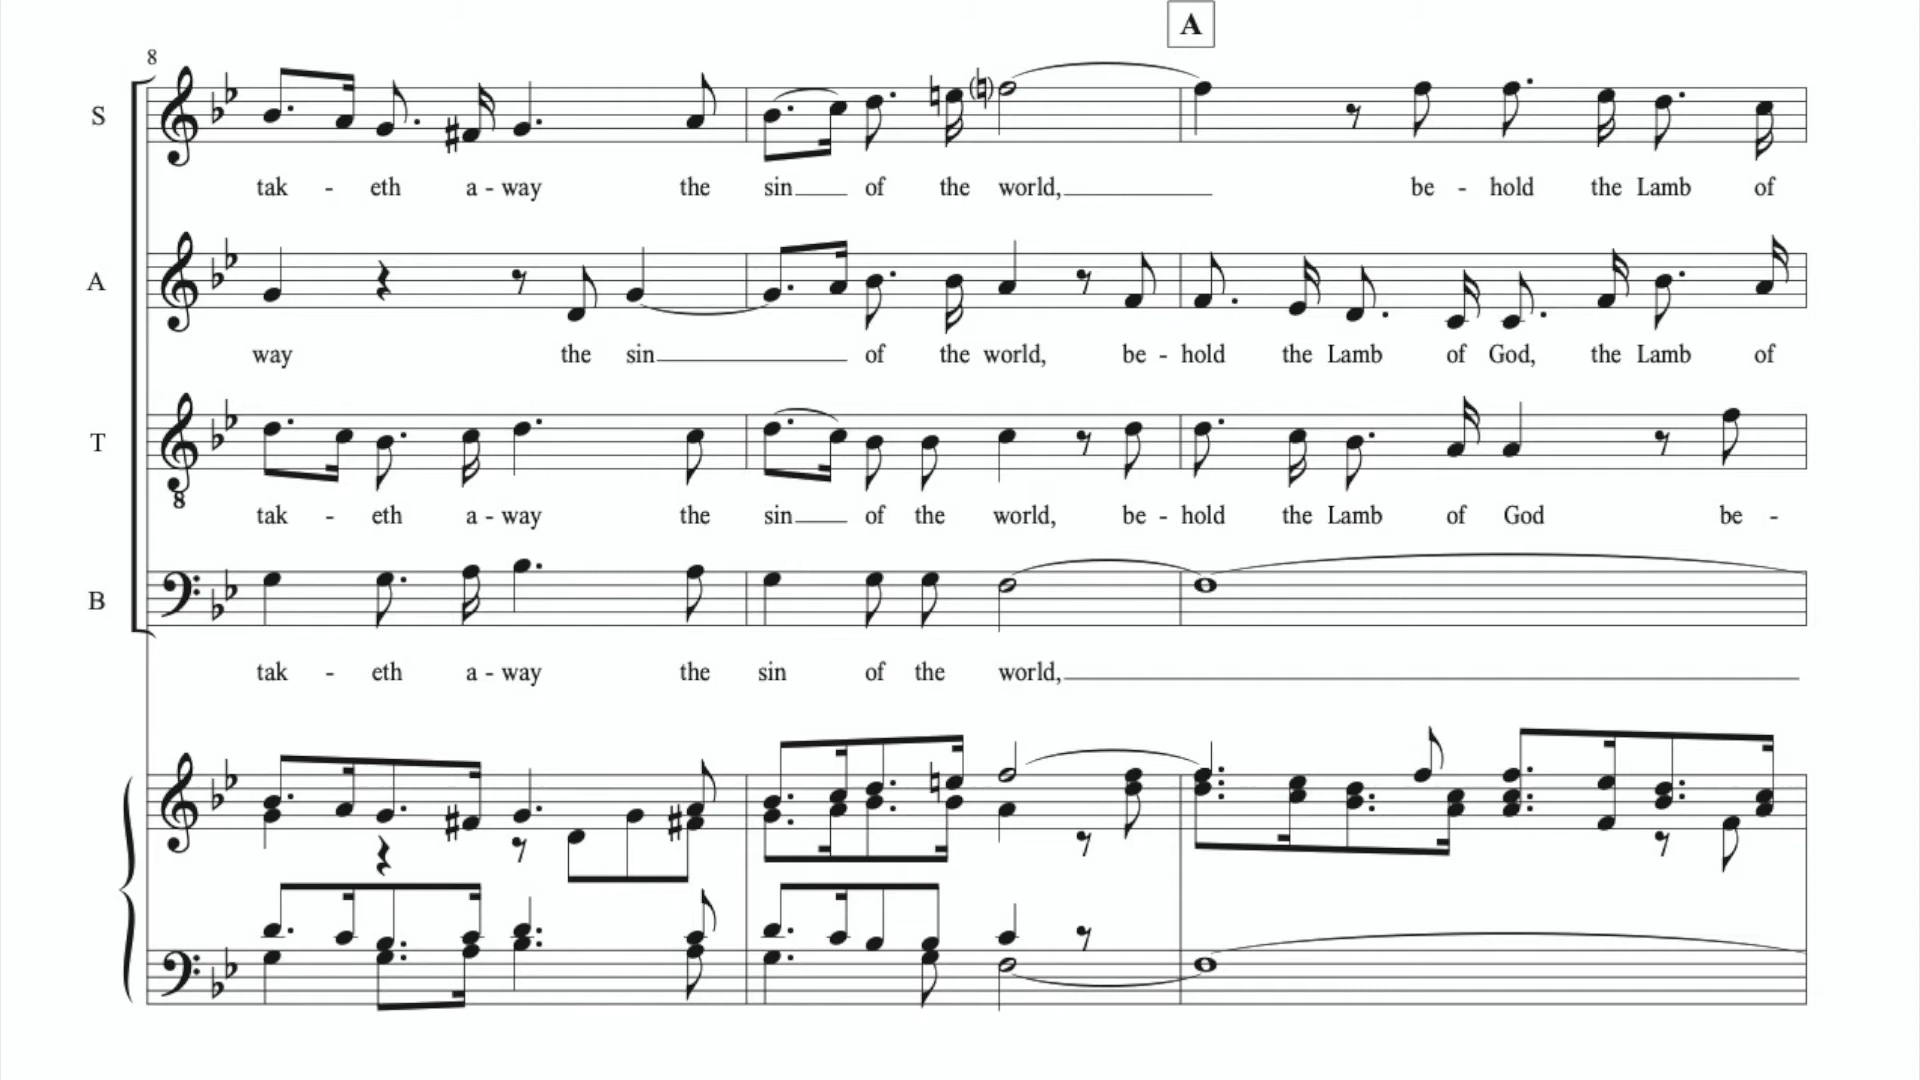 A
8
S
tak - eth a - way the sin of the world, be - hold the Lamb of
A
way the sin of the world, be - hold the Lamb of God, the Lamb of
T
8
tak - eth a - way the sin of the world, be - hold the Lamb of God be -
B
tak - eth a - way the sin of the world,